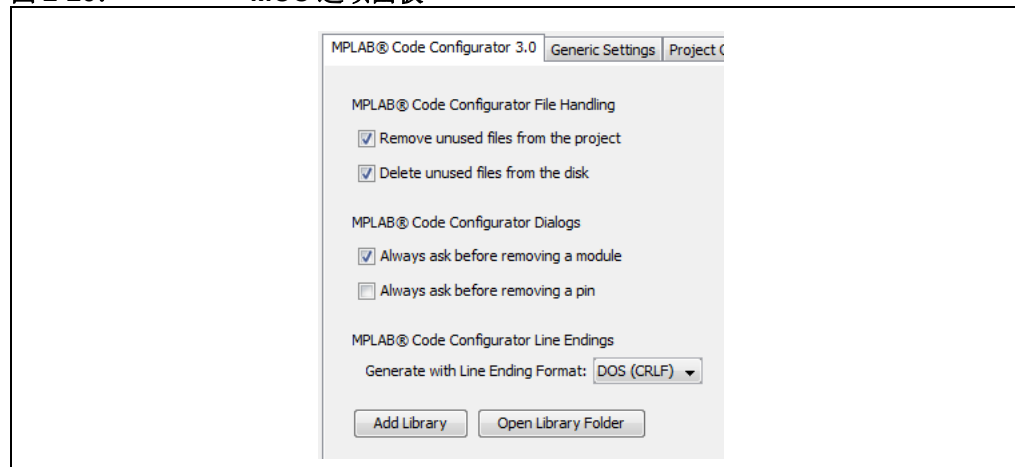 MPLAB® Code Configurator 3.0 Generic Settings Project
MPLAB® Code Configurator File Handling
Remove unused files from the project
Delete unused files from the disk
MPLAB® Code Configurator Dialogs
Always ask before removing a module
Always ask before removing a pin
MPLAB® Code Configurator Line Endings
Generate with Line Ending Format: DOS (CRLF)
Add Library Open Library Folder